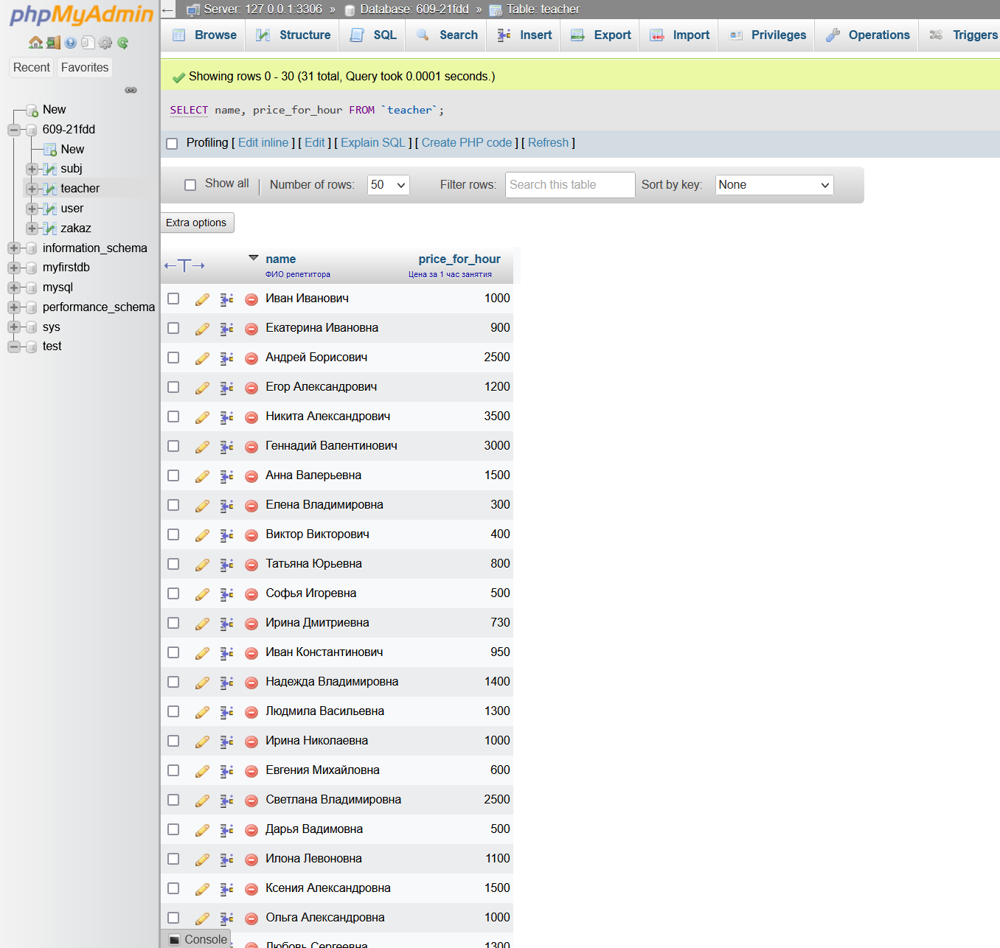 phpMyAdmin
Recent Favorites
New
609-21fdd
New
subj
teacher
user
zakaz
information_schema
myfirstdb
mysql
performance_schema
sys
test
← Server: 127.0.0.1:3306 » Database: 609-21fdd » Table: teacher
Browse Structure SQL Search Insert Export Import Privileges Operations Triggers
Showing rows 0 - 30 (31 total, Query took 0.0001 seconds.)
SELECT name, price_for_hour FROM `teacher`;
Profiling [ Edit inline ] [ Edit ] [ Explain SQL ] [ Create PHP code ] [ Refresh ]
Show all | Number of rows: 50 Filter rows: Search this table Sort by key: None
Extra options
←T→ name price_for_hour
ФИО репетитора Цена за 1 час занятия
Иван Иванович 1000
Екатерина Ивановна 900
Андрей Борисович 2500
Егор Александрович 1200
Никита Александрович 3500
Геннадий Валентинович 3000
Анна Валерьевна 1500
Елена Владимировна 300
Виктор Викторович 400
Татьяна Юрьевна 800
Софья Игоревна 500
Ирина Дмитриевна 730
Иван Константинович 950
Надежда Владимировна 1400
Людмила Васильевна 1300
Ирина Николаевна 1000
Евгения Михайловна 600
Светлана Владимировна 2500
Дарья Вадимовна 500
Илона Левоновна 1100
Ксения Александровна 1500
Ольга Александровна 1000
Любовь Сергеевна 1300
Console